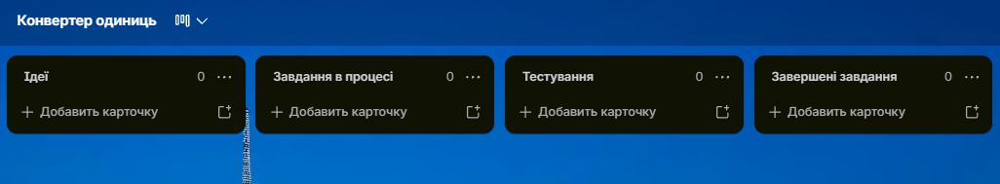 Конвертер одиниць
Ідеї 0
Завдання в процесі 0
Тестування 0
Завершені завдання 0
Добавить карточку
Добавить карточку
Добавить карточку
Добавить карточку